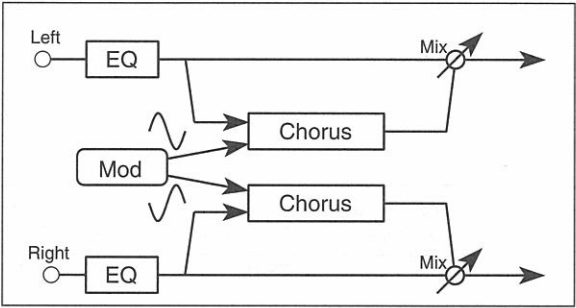 Left
EQ
Mix
Chorus
Mod
Chorus
Right
EQ
Mix